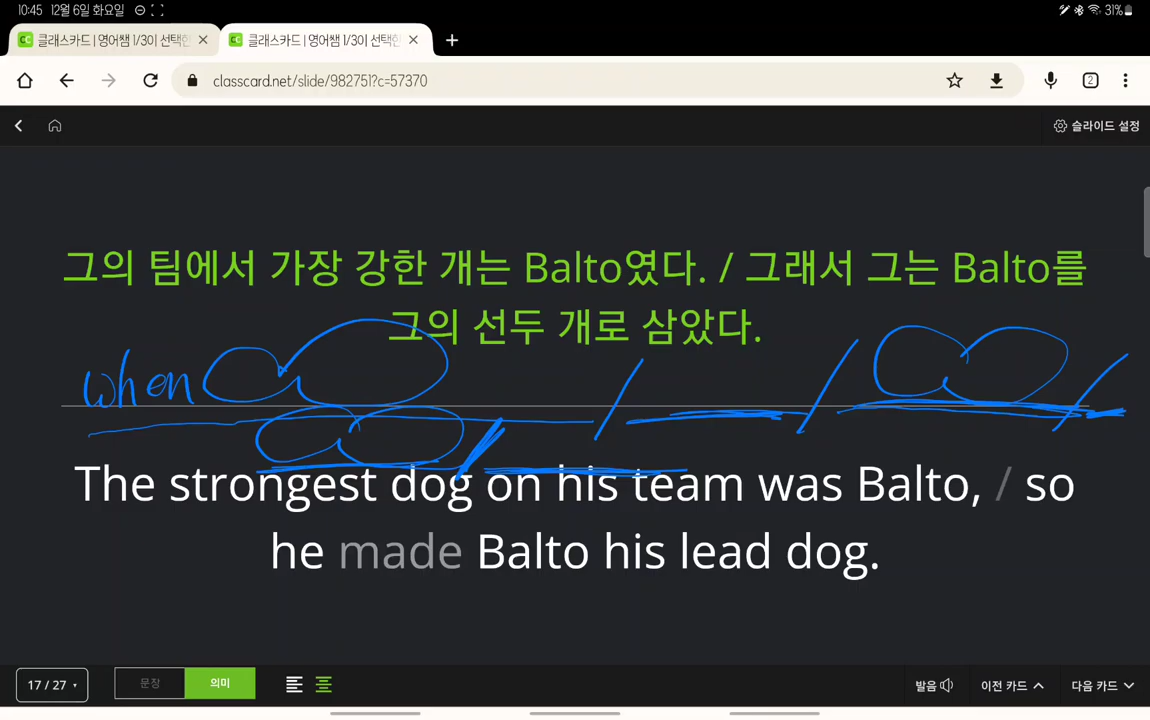 10:45 12월 6일 화요일 31%
클래스카드 | 영어쌤 1/30| 선택한 클래스카드 | 영어쌤 1/30| 선택한
classcard.net/slide/982751?c=57370 2
슬라이드 설정
그의 팀에서 가장 강한 개는 Balto였다. / 그래서 그는 Balto를
그의 선두 개로 삼았다.
when
The strongest dog on his team was Balto, / so
he made Balto his lead dog.
17 / 27 문장 의미 발음 이전 카드 다음 카드